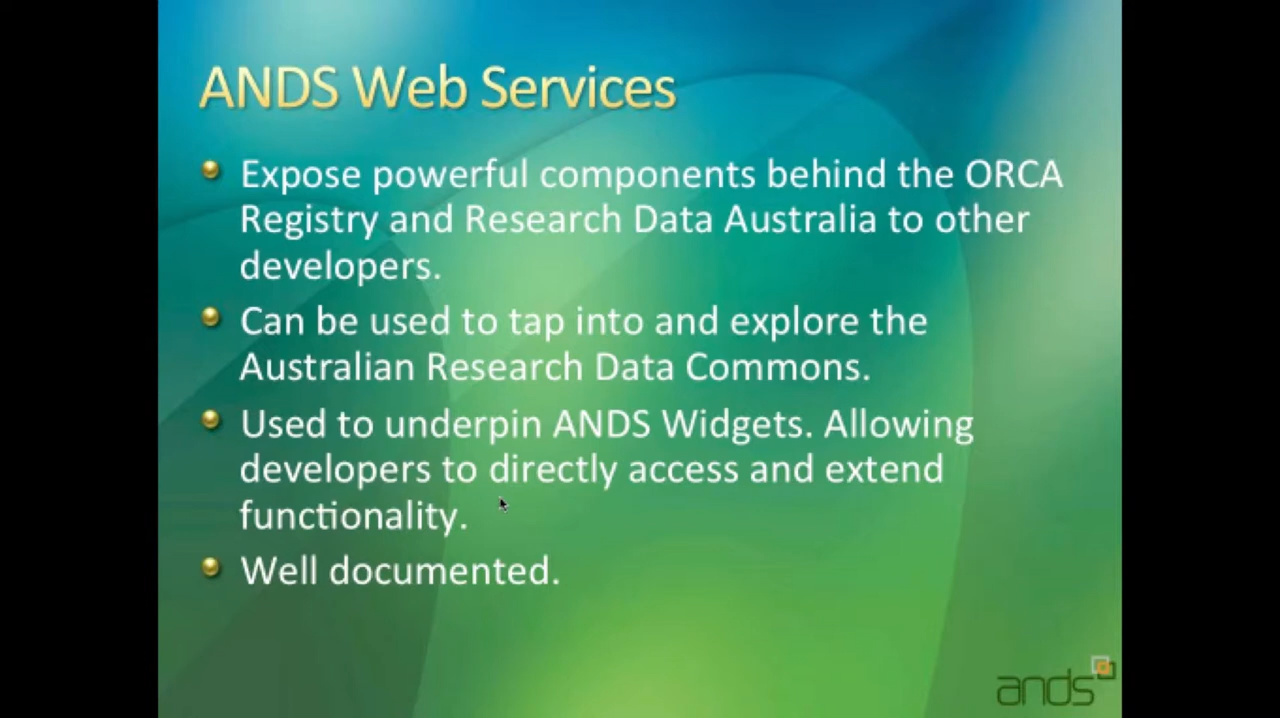 ANDS Web Services
Expose powerful components behind the ORCA
Registry and Research Data Australia to other
developers.
Can be used to tap into and explore the
Australian Research Data Commons.
Used to underpin ANDS Widgets. Allowing
developers to directly access and extend
functionality.
Well documented.
ands